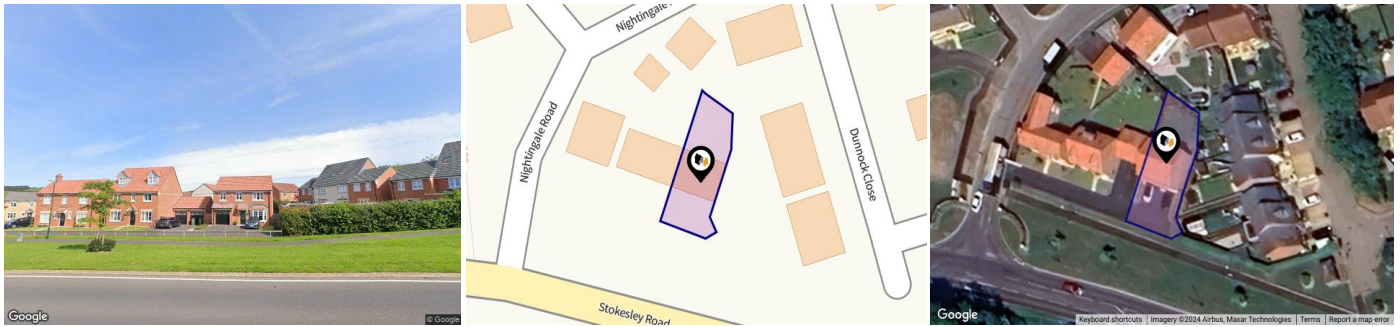 Google
© Google
Nightingale Road
Nightingale Road
Dunnock Close
Stokesley Road
Google
Keyboard shortcuts
Imagery ©2024 Airbus, Maxar Technologies
Terms
Report a map error